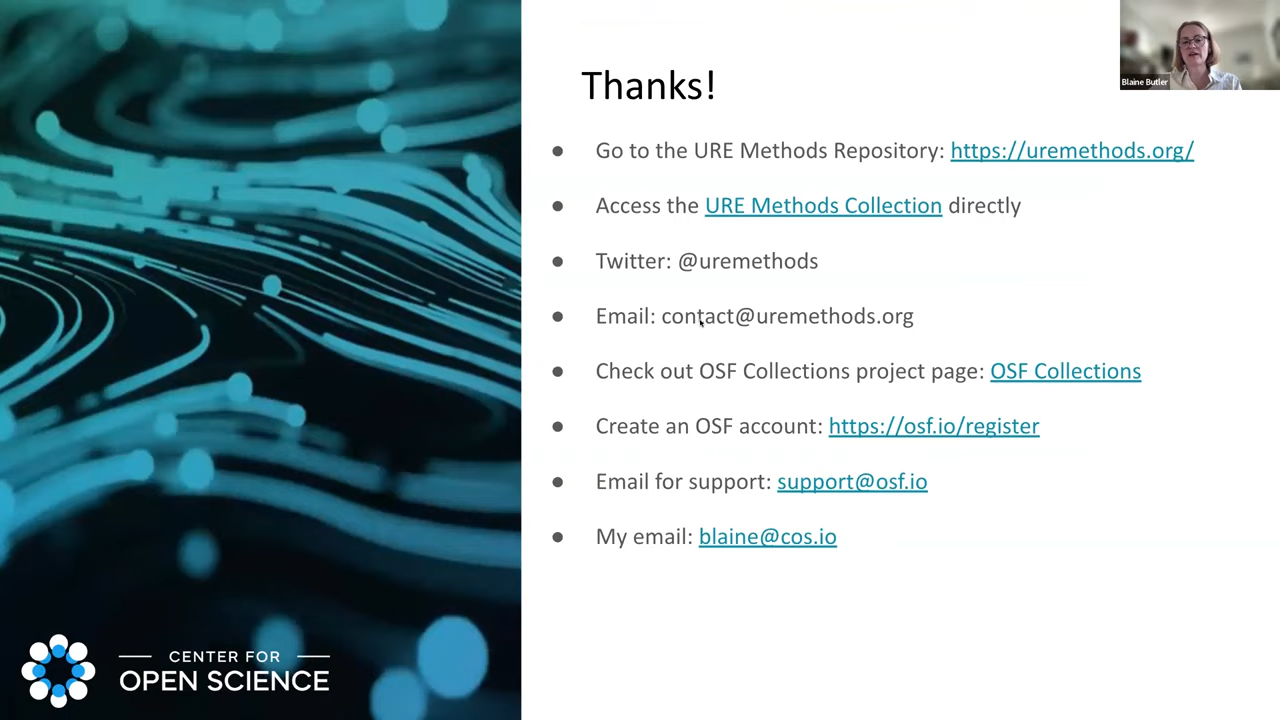 Thanks!
Blaine Butler
● Go to the URE Methods Repository: https://uremethods.org/
● Access the URE Methods Collection directly
● Twitter: @uremethods
● Email: contact@uremethods.org
● Check out OSF Collections project page: OSF Collections
● Create an OSF account: https://osf.io/register
● Email for support: support@osf.io
● My email: blaine@cos.io
CENTER FOR
OPEN SCIENCE